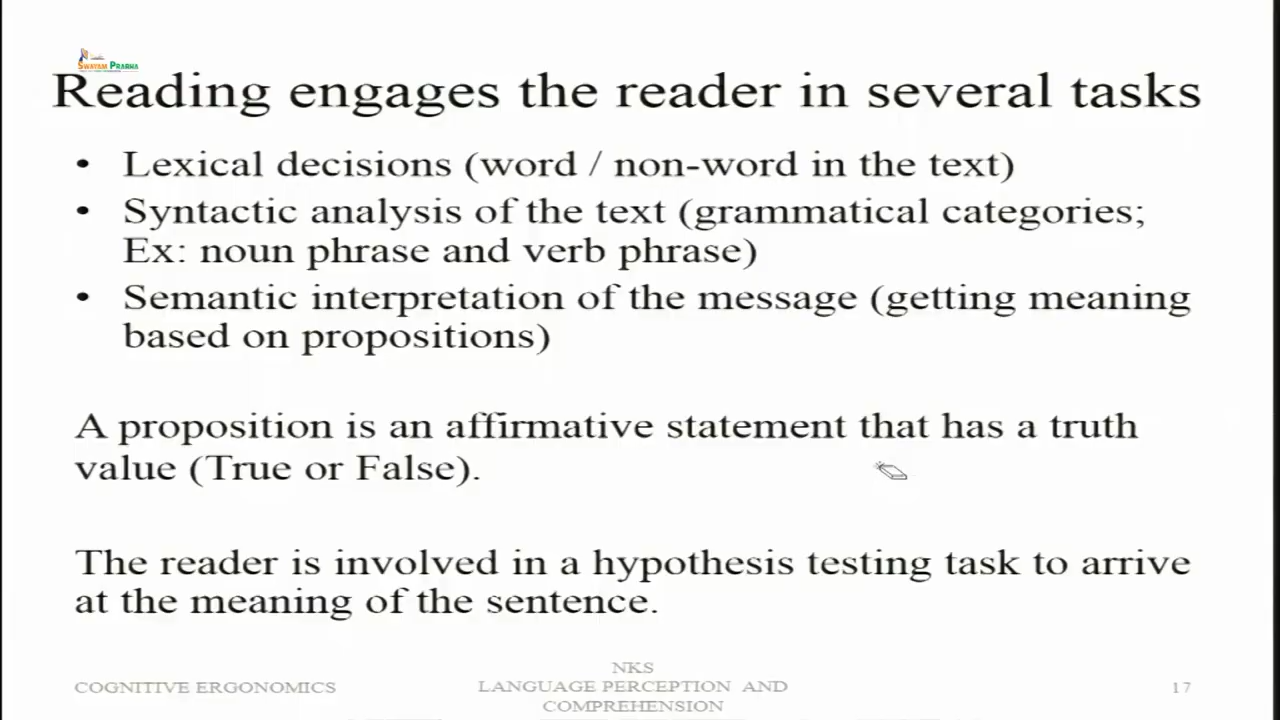 SWAYAM PRABHA
Reading engages the reader in several tasks
• Lexical decisions (word / non-word in the text)
• Syntactic analysis of the text (grammatical categories;
Ex: noun phrase and verb phrase)
• Semantic interpretation of the message (getting meaning
based on propositions)
A proposition is an affirmative statement that has a truth
value (True or False).
The reader is involved in a hypothesis testing task to arrive
at the meaning of the sentence.
COGNITIVE ERGONOMICS
NKS
LANGUAGE PERCEPTION AND
COMPREHENSION
17